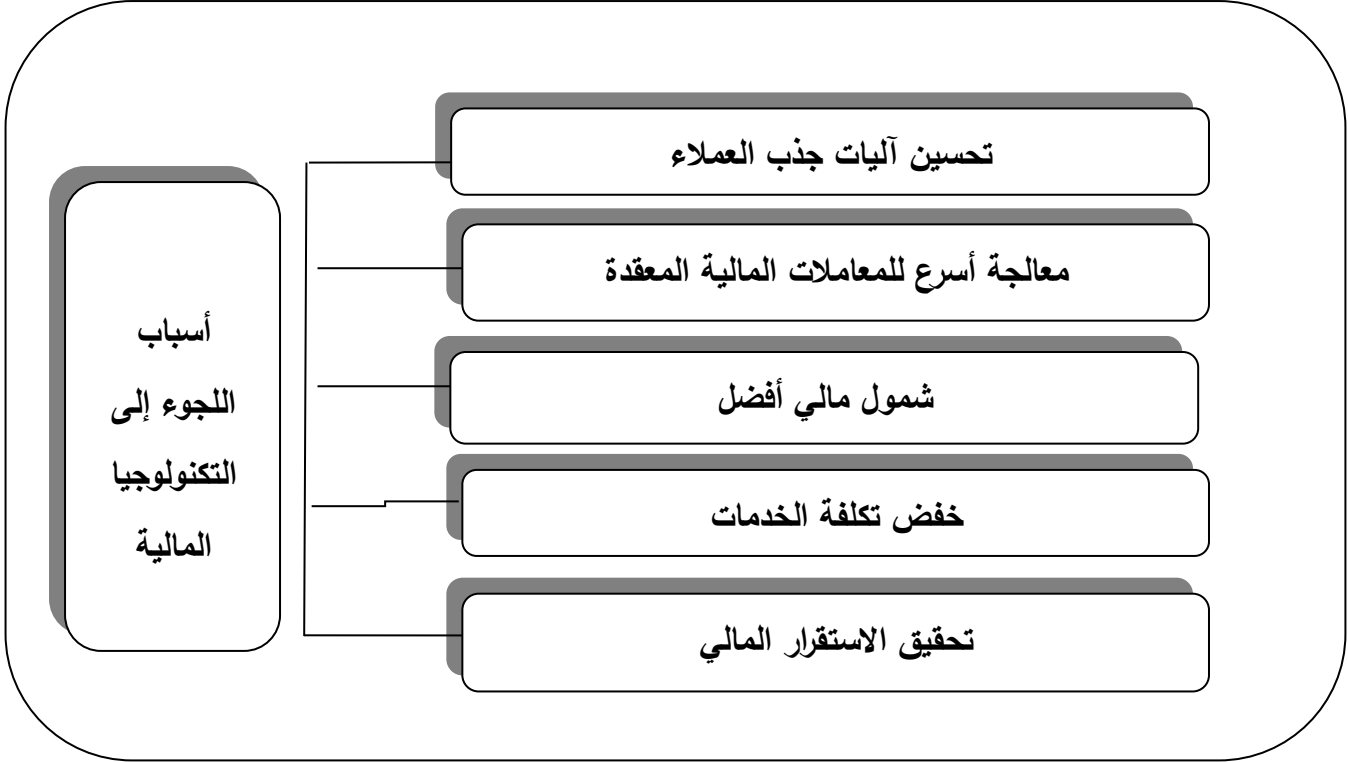 أسباب
اللجوء إلى
التكنولوجيا
المالية
تحسين آليات جذب العملاء
معالجة أسرع للمعاملات المالية المعقدة
شمول مالي أفضل
خفض تكلفة الخدمات
تحقيق الاستقرار المالي